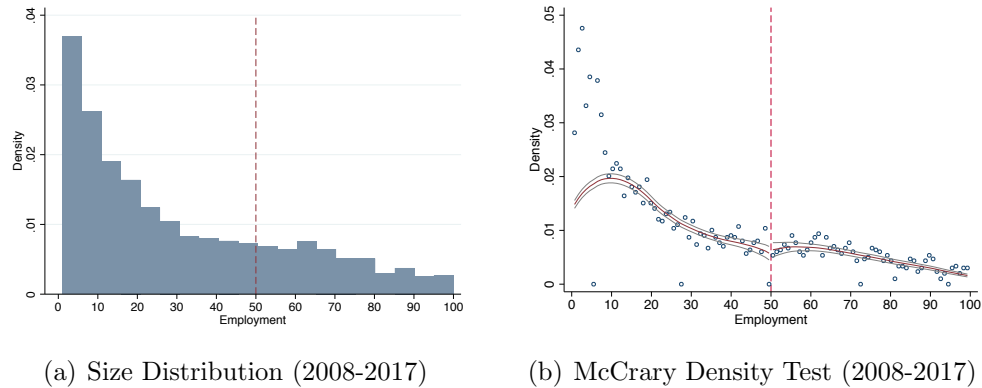 .04
.03
.02
.01
0
Density
0 10 20 30 40 50 60 70 80 90 100
Employment
(a) Size Distribution (2008-2017)
.05
.04
.03
.02
.01
0
Density
0 10 20 30 40 50 60 70 80 90 100
Employment
(b) McCrary Density Test (2008-2017)